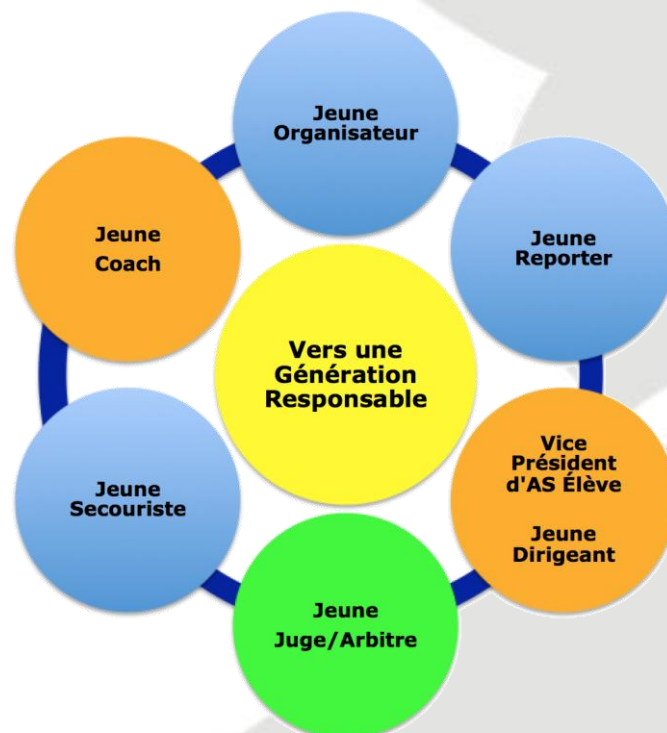 Jeune
Organisateur
Jeune
Reporter
Vice
Président
d'AS Élève
Jeune
Dirigeant
Jeune
Juge/Arbitre
Jeune
Secouriste
Jeune
Coach
Vers une
Génération
Responsable